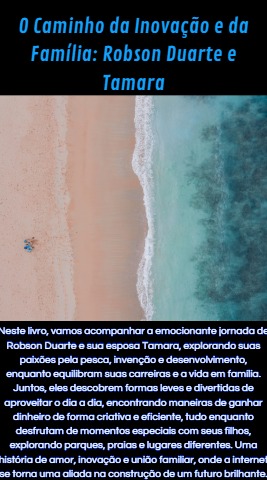 O Caminho da Inovação e da
Família: Robson Duarte e
Tamara
Neste livro, vamos acompanhar a emocionante jornada de
Robson Duarte e sua esposa Tamara, explorando suas
paixões pela pesca, invenção e desenvolvimento,
enquanto equilibram suas carreiras e a vida em família.
Juntos, eles descobrem formas leves e divertidas de
aproveitar o dia a dia, encontrando maneiras de ganhar
dinheiro de forma criativa e eficiente, tudo enquanto
desfrutam de momentos especiais com seus filhos,
explorando parques, praias e lugares diferentes. Uma
história de amor, inovação e união familiar, onde a internet
se torna uma aliada na construção de um futuro brilhante.